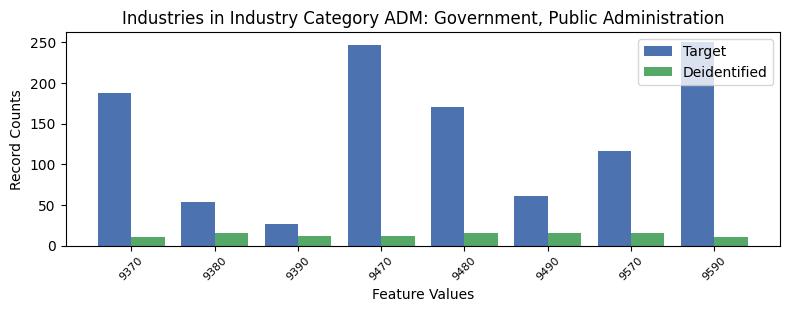 Industries in Industry Category ADM: Government, Public Administration
Target
Deidentified
Record Counts
250
200
150
100
50
0
9370 9380 9390 9470 9480 9490 9570 9590
Feature Values